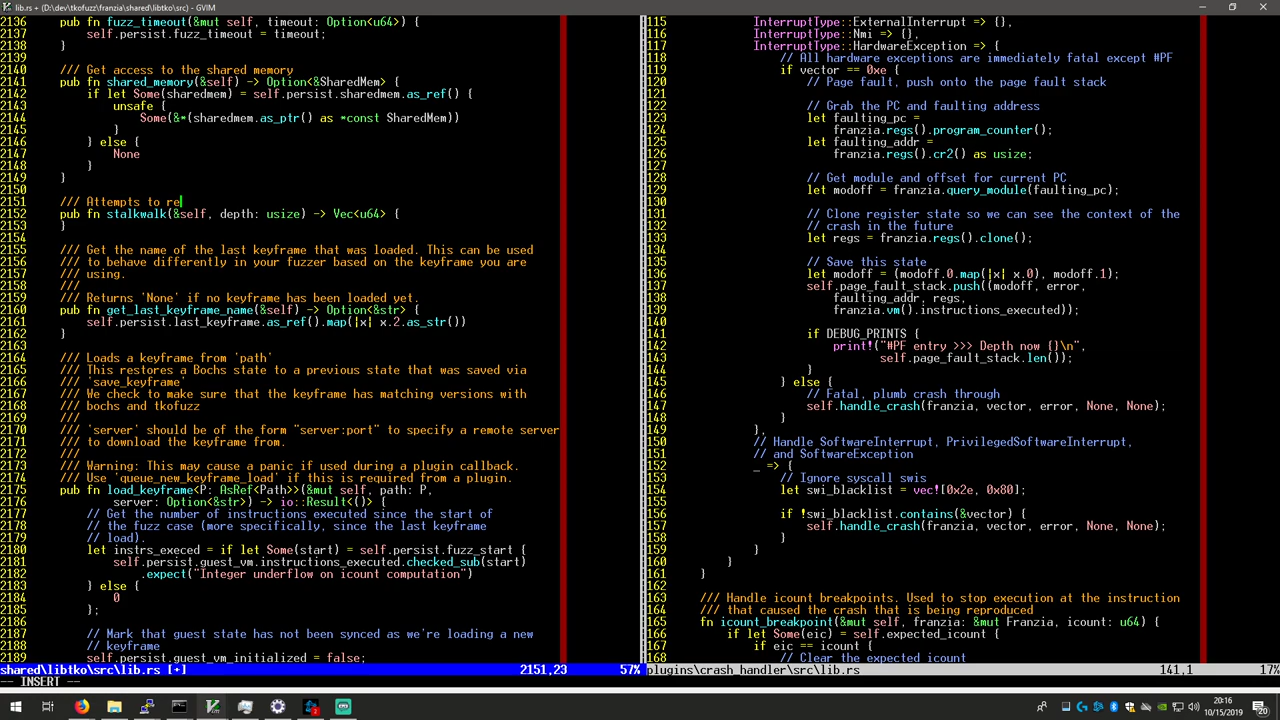 lib.rs + (D:\dev\tkofuzz\franzia\shared\libtko\src) - GVIM
2136     pub fn fuzz_timeout(&mut self, timeout: Option<u64>) {
2137         self.persist.fuzz_timeout = timeout;
2138     }
2139
2140     /// Get access to the shared memory
2141     pub fn shared_memory(&self) -> Option<&SharedMem> {
2142         if let Some(sharedmem) = self.persist.sharedmem.as_ref() {
2143             unsafe {
2144                 Some(&*(sharedmem.as_ptr() as *const SharedMem))
2145             }
2146         } else {
2147             None
2148         }
2149     }
2150
2151     /// Attempts to re
2152     pub fn stalkwalk(&self, depth: usize) -> Vec<u64> {
2153     }
2154
2155     /// Get the name of the last keyframe that was loaded. This can be used
2156     /// to behave differently in your fuzzer based on the keyframe you are
2157     /// using.
2158     ///
2159     /// Returns `None` if no keyframe has been loaded yet.
2160     pub fn get_last_keyframe_name(&self) -> Option<&str> {
2161         self.persist.last_keyframe.as_ref().map(|x| x.2.as_str())
2162     }
2163
2164     /// Loads a keyframe from `path`
2165     /// This restores a Bochs state to a previous state that was saved via
2166     /// `save_keyframe`
2167     /// We check to make sure that the keyframe has matching versions with
2168     /// bochs and tkofuzz
2169     ///
2170     /// `server` should be of the form "server:port" to specify a remote server
2171     /// to download the keyframe from.
2172     ///
2173     /// Warning: This may cause a panic if used during a plugin callback.
2174     /// Use `queue_new_keyframe_load` if this is required from a plugin.
2175     pub fn load_keyframe<P: AsRef<Path>>(&mut self, path: P,
2176             server: Option<&str>) -> io::Result<()> {
2177         // Get the number of instructions executed since the start of
2178         // the fuzz case (more specifically, since the last keyframe
2179         // load).
2180         let instrs_execed = if let Some(start) = self.persist.fuzz_start {
2181             self.persist.guest_vm.instructions_executed.checked_sub(start)
2182                 .expect("Integer underflow on icount computation")
2183         } else {
2184             0
2185         };
2186
2187         // Mark that guest state has not been synced as we're loading a new
2188         // keyframe
2189         self.persist.guest_vm_initialized = false;
shared\libtko\src\lib.rs [+] 2151,23 57%
-- INSERT --
115             InterruptType::ExternalInterrupt => {},
116             InterruptType::Nmi => {},
117             InterruptType::HardwareException => {
118                 // All hardware exceptions are immediately fatal except #PF
119                 if vector == 0xe {
120                     // Page fault, push onto the page fault stack
121
122                     // Grab the PC and faulting address
123                     let faulting_pc =
124                         franzia.regs().program_counter();
125                     let faulting_addr =
126                         franzia.regs().cr2() as usize;
127
128                     // Get module and offset for current PC
129                     let modoff = franzia.query_module(faulting_pc);
130
131                     // Clone register state so we can see the context of the
132                     // crash in the future
133                     let regs = franzia.regs().clone();
134
135                     // Save this state
136                     let modoff = (modoff.0.map(|x| x.0), modoff.1);
137                     self.page_fault_stack.push((modoff, error,
138                         faulting_addr, regs,
139                         franzia.vm().instructions_executed));
140
141                     if DEBUG_PRINTS {
142                         print!("#PF entry >>> Depth now {}\n",
143                                self.page_fault_stack.len());
144                     }
145                 } else {
146                     // Fatal, plumb crash through
147                     self.handle_crash(franzia, vector, error, None, None);
148                 }
149             },
150             // Handle SoftwareInterrupt, PrivilegedSoftwareInterrupt,
151             // and SoftwareException
152             _ => {
153                 // Ignore syscall swis
154                 let swi_blacklist = vec![0x2e, 0x80];
155
156                 if !swi_blacklist.contains(&vector) {
157                     self.handle_crash(franzia, vector, error, None, None);
158                 }
159             }
160         }
161     }
162
163     /// Handle icount breakpoints. Used to stop execution at the instruction
164     /// that caused the crash that is being reproduced
165     fn icount_breakpoint(&mut self, franzia: &mut Franzia, icount: u64) {
166         if let Some(eic) = self.expected_icount {
167             if eic == icount {
168                 // Clear the expected icount
plugins\crash_handler\src\lib.rs 141,1 17%
20:16
10/15/2019
20